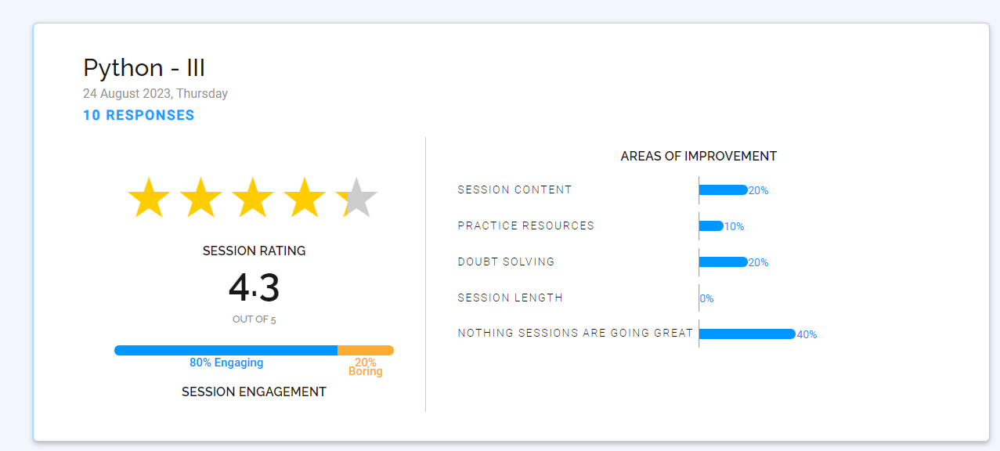 Python - III
24 August 2023, Thursday
10 RESPONSES
SESSION RATING
4.3
OUT OF 5
80% Engaging
20%
Boring
SESSION ENGAGEMENT
AREAS OF IMPROVEMENT
SESSION CONTENT 20%
PRACTICE RESOURCES 10%
DOUBT SOLVING 20%
SESSION LENGTH 0%
NOTHING SESSIONS ARE GOING GREAT 40%